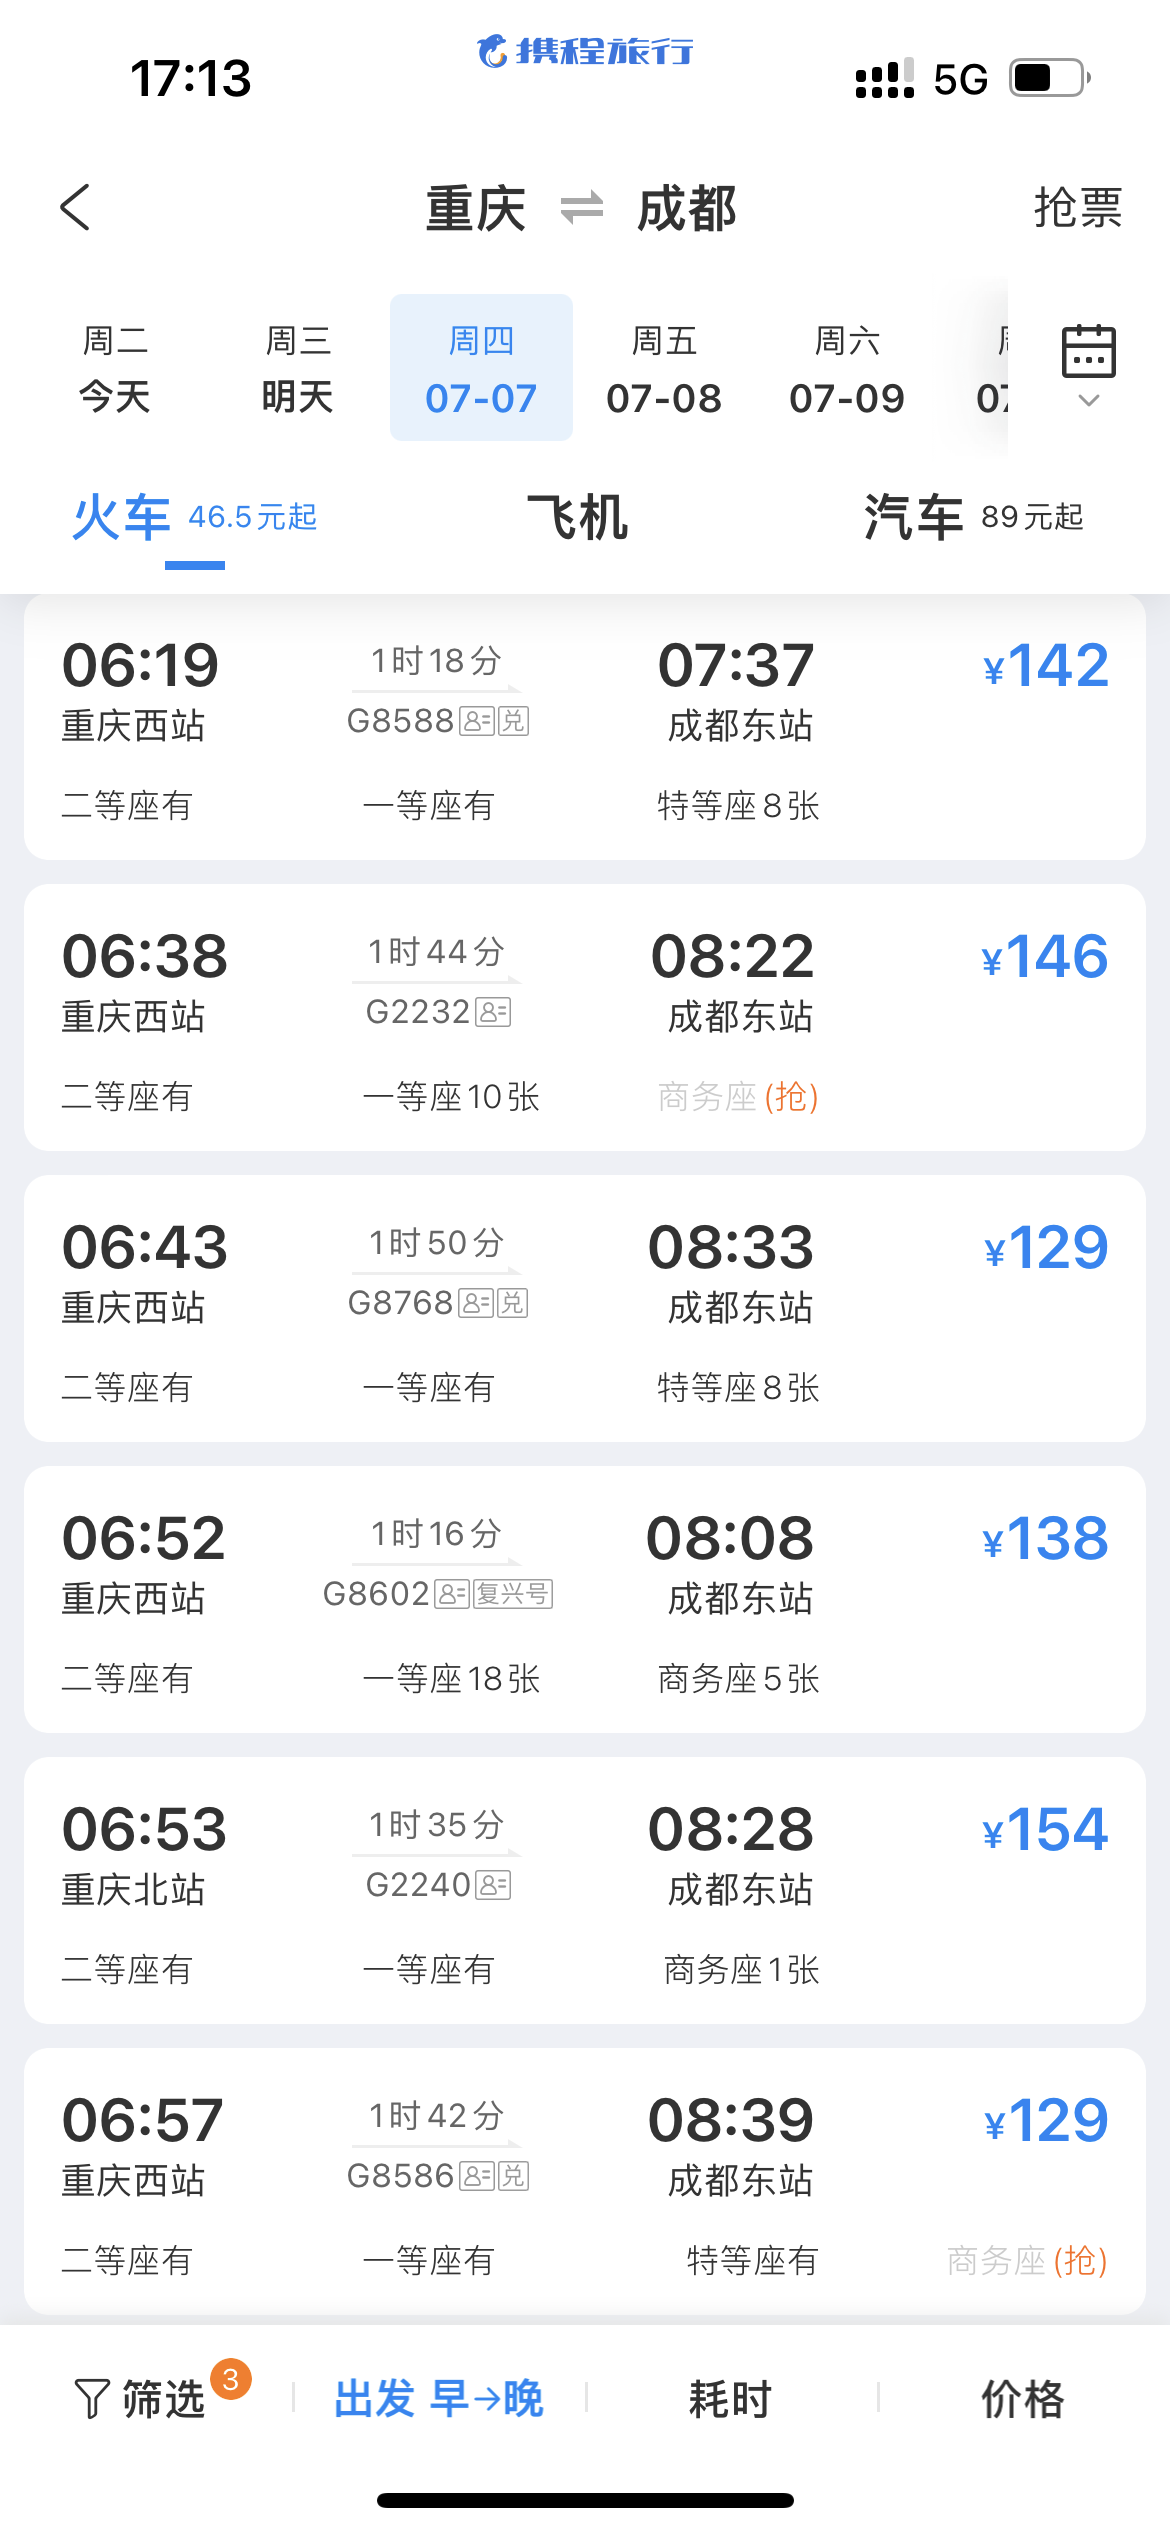 携程旅行
17:13 5G
重庆 成都 抢票
周二 周三 周四 周五 周六
今天 明天 07-07 07-08 07-09 07
火车 46.5元起 飞机 汽车 89元起
06:19 1时18分 07:37 ¥142
重庆西站 G8588 兑 成都东站
二等座有 一等座有 特等座8张
06:38 1时44分 08:22 ¥146
重庆西站 G2232 成都东站
二等座有 一等座10张 商务座(抢)
06:43 1时50分 08:33 ¥129
重庆西站 G8768 兑 成都东站
二等座有 一等座有 特等座8张
06:52 1时16分 08:08 ¥138
重庆西站 G8602 复兴号 成都东站
二等座有 一等座18张 商务座5张
06:53 1时35分 08:28 ¥154
重庆北站 G2240 成都东站
二等座有 一等座有 商务座1张
06:57 1时42分 08:39 ¥129
重庆西站 G8586 兑 成都东站
二等座有 一等座有 特等座有 商务座(抢)
筛选 3 出发 早→晚 耗时 价格